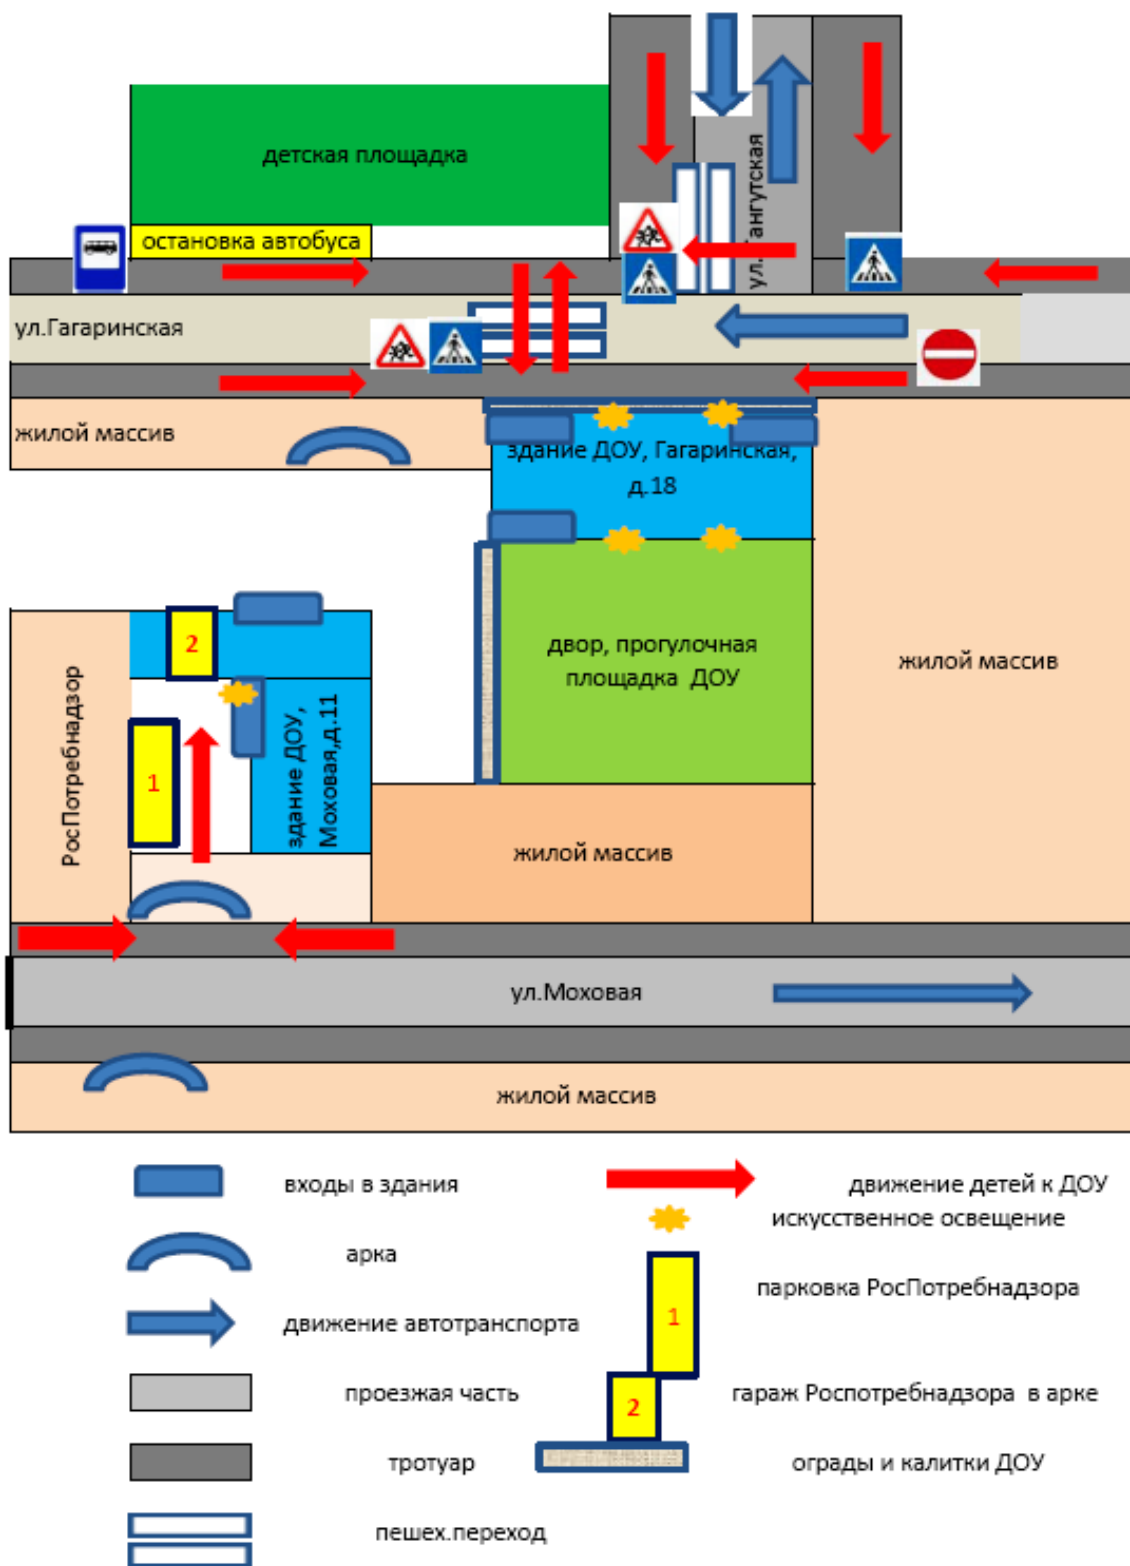 детская площадка
ул.Гангутская
остановка автобуса
ул.Гагаринская
жилой массив
здание ДОУ, Гагаринская,
д.18
двор, прогулочная
площадка ДОУ
жилой массив
РосПотребнадзор
2
1
здание ДОУ,
Моховая,д.11
жилой массив
ул.Моховая
жилой массив
входы в здания
движение детей к ДОУ
искусственное освещение
арка
парковка РосПотребнадзора
движение автотранспорта
1
проезжая часть
2
гараж Роспотребнадзора в арке
тротуар
ограды и калитки ДОУ
пешех.переход